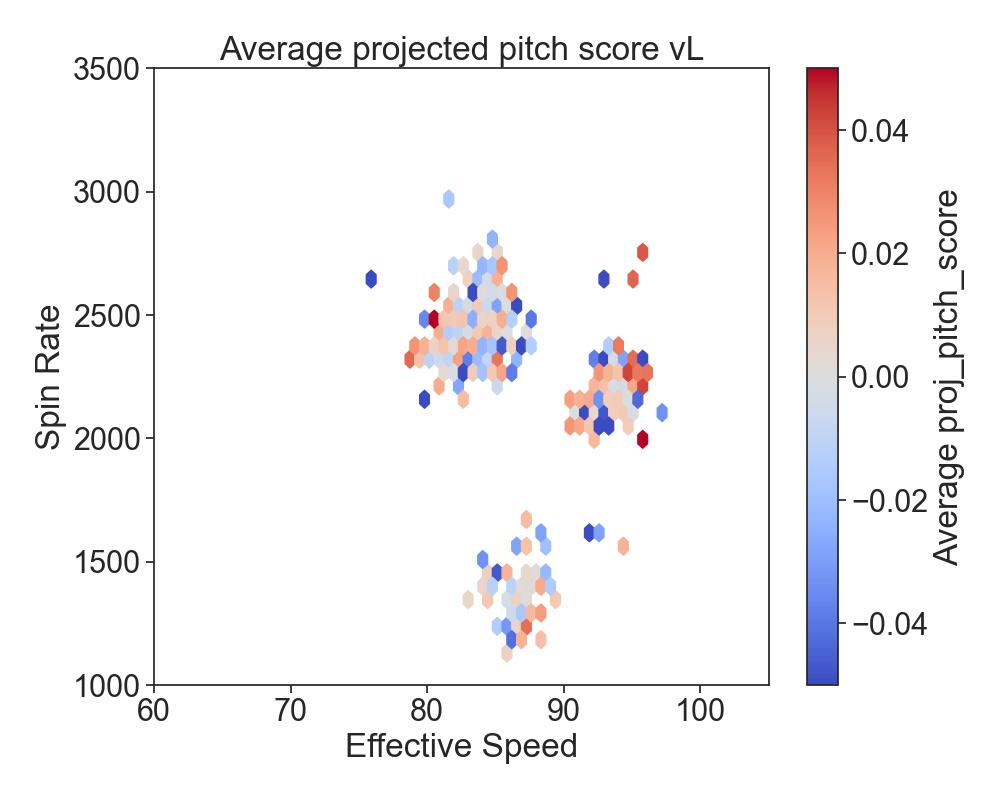 Average projected pitch score vL
3500
3000
2500
2000
1500
1000
Spin Rate
60 70 80 90 100
Effective Speed
0.04
0.02
0.00
−0.02
−0.04
Average proj_pitch_score